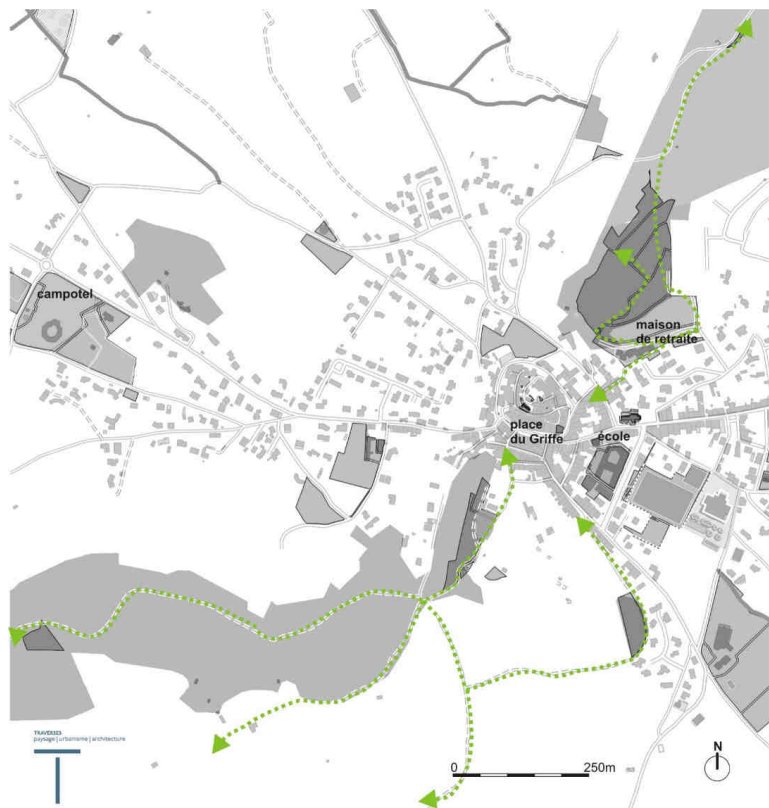 campotel
maison
de retraite
place
du Griffe
école
TRAVERSES
paysage | urbanisme | architecture
0
250m
N